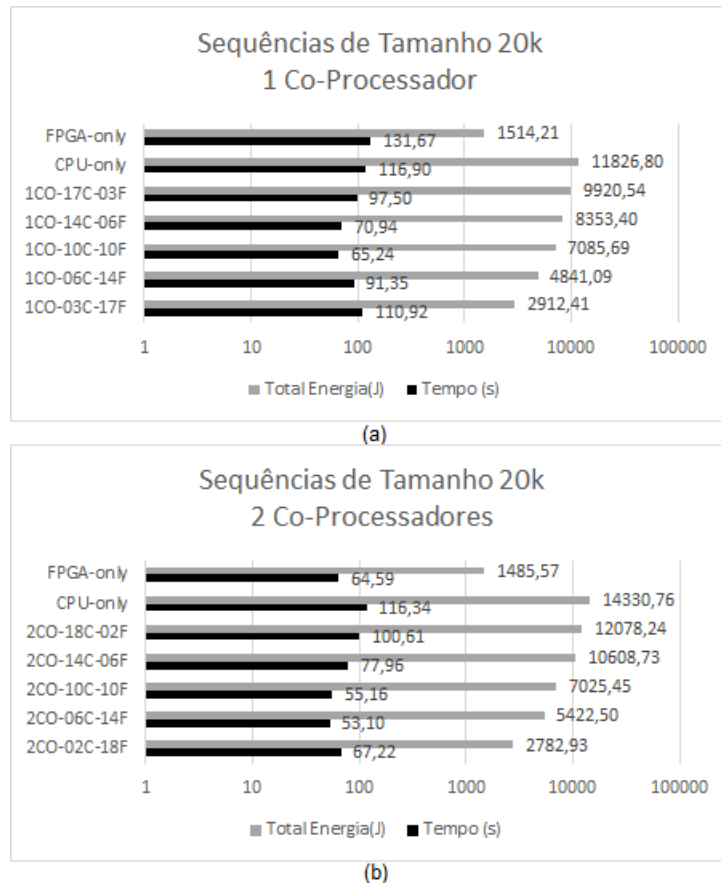 Sequências de Tamanho 20k
1 Co-Processador
FPGA-only
1514,21
131,67
CPU-only
11826,80
116,90
1CO-17C-03F
9920,54
97,50
1CO-14C-06F
8353,40
70,94
1CO-10C-10F
7085,69
65,24
1CO-06C-14F
4841,09
91,35
1CO-03C-17F
2912,41
110,92
1 10 100 1000 10000 100000
Total Energia(J) Tempo (s)
(a)
Sequências de Tamanho 20k
2 Co-Processadores
FPGA-only
1485,57
64,59
CPU-only
14330,76
116,34
2CO-18C-02F
12078,24
100,61
2CO-14C-06F
10608,73
77,96
2CO-10C-10F
7025,45
55,16
2CO-06C-14F
5422,50
53,10
2CO-02C-18F
2782,93
67,22
1 10 100 1000 10000 100000
Total Energia(J) Tempo (s)
(b)